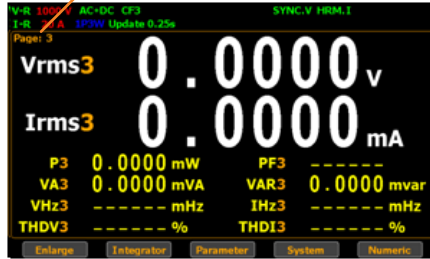 V-R 1000 V AC+DC CF3 SYNC.V HRM.I
I-R 20 A 1P3W Update 0.25s
Page: 3
Vrms3 0.0000 V
Irms3 0.0000 mA
P3 0.0000 mW PF3 ------
VA3 0.0000 mVA VAR3 0.0000 mvar
VHz3 ------ mHz IHz3 ------ mHz
THDV3 ------ % THDI3 ------ %
Enlarge Integrator Parameter System Numeric